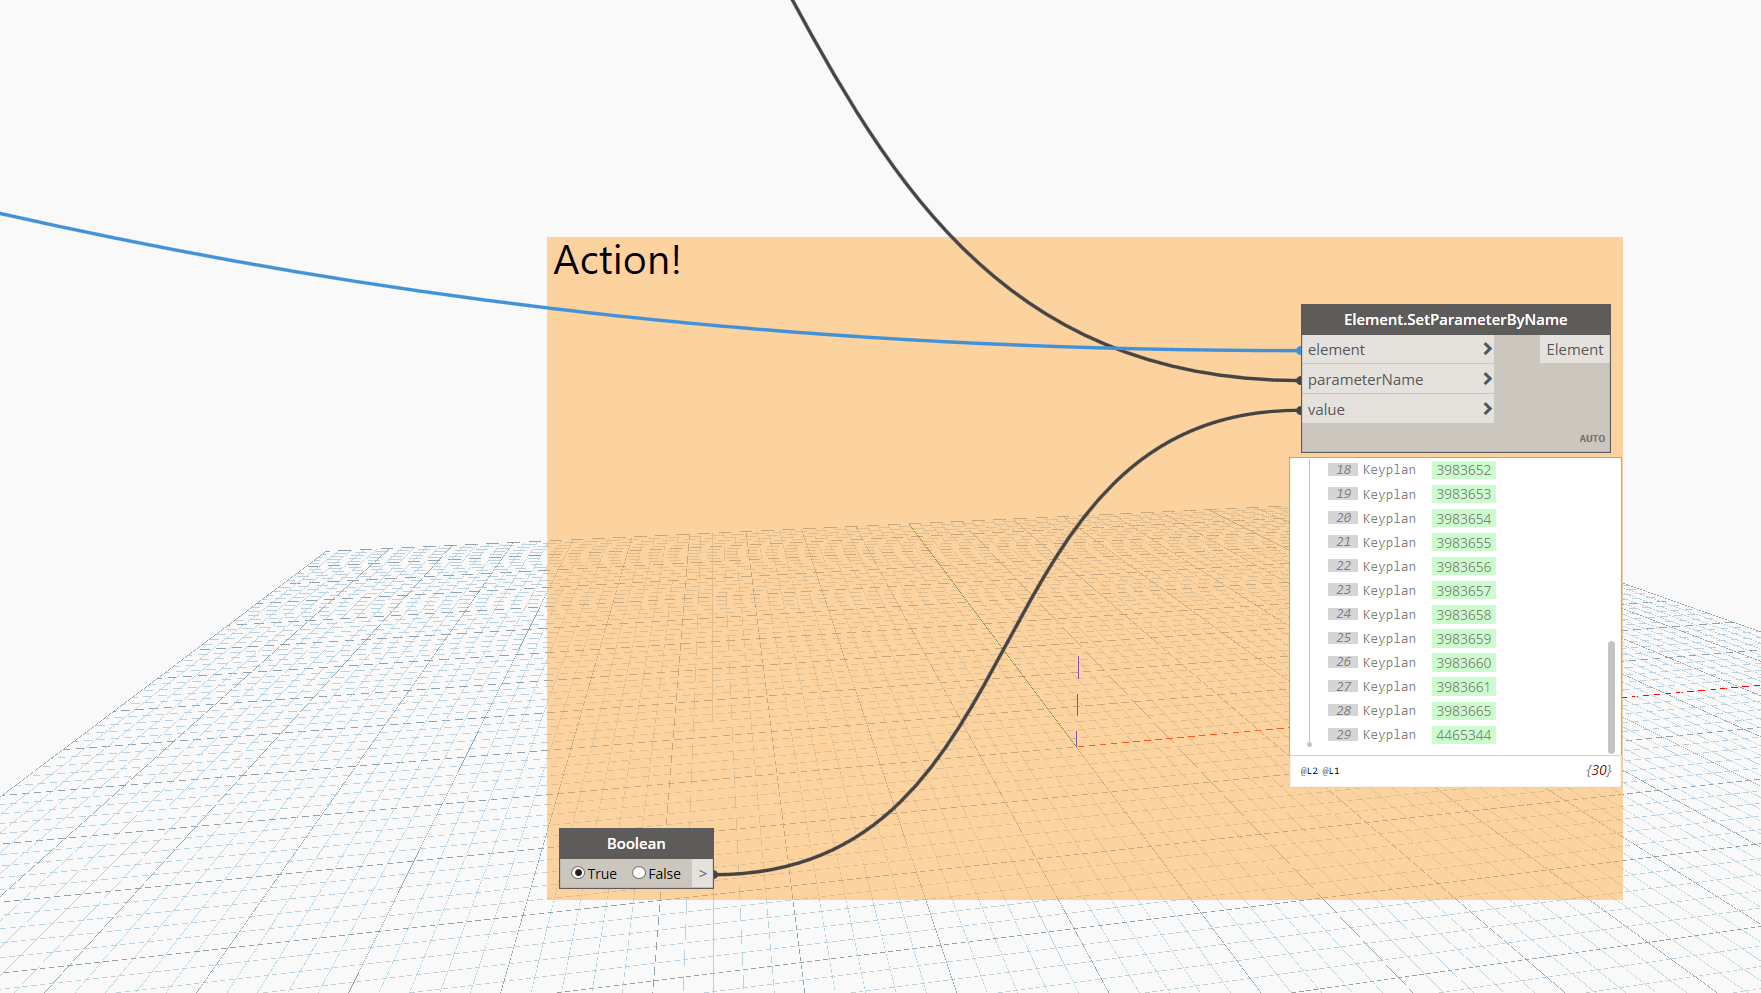 Action!
Element.SetParameterByName
element > Element
parameterName >
value >
AUTO
18 Keyplan 3983652
19 Keyplan 3983653
20 Keyplan 3983654
21 Keyplan 3983655
22 Keyplan 3983656
23 Keyplan 3983657
24 Keyplan 3983658
25 Keyplan 3983659
26 Keyplan 3983660
27 Keyplan 3983661
28 Keyplan 3983665
29 Keyplan 4465344
@L2 @L1 {30}
Boolean
True False >